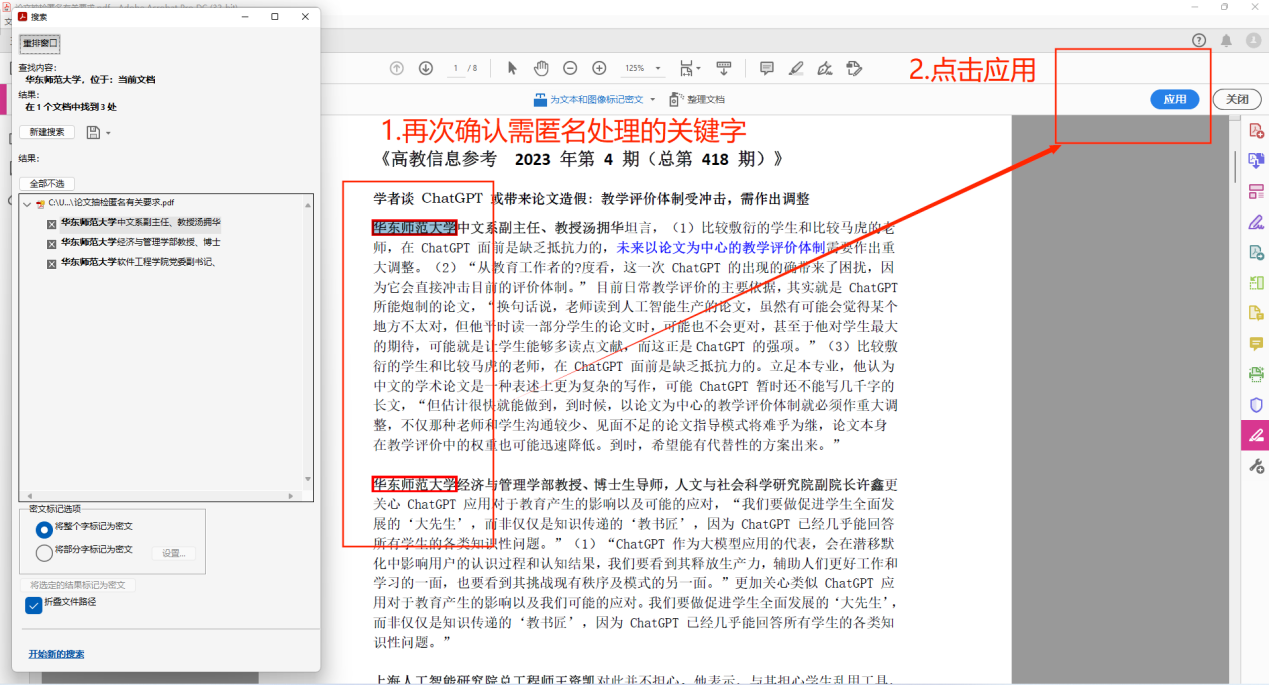 搜索
重排窗口
查找内容:
华东师范大学，位于：当前文档
结果:
在 1 个文档中找到 3 处
新建搜索
结果:
全部不选
C:\U...\论文抽检匿名有关要求.pdf
华东师范大学中文系副主任、教授汤拥华
华东师范大学经济与管理学部教授、博士
华东师范大学软件工程学院党委副书记、
密文标记选项
将整个字标记为密文
将部分字标记为密文
设置...
将选定的结果标记为密文
折叠文件路径
开始新的搜索
1 / 8
125%
2.点击应用
为文本和图像标记密文
整理文档
应用
关闭
1.再次确认需匿名处理的关键字
《高教信息参考 2023 年第 4 期（总第 418 期）》
学者谈 ChatGPT 或带来论文造假：教学评价体制受冲击，需作出调整
华东师范大学中文系副主任、教授汤拥华坦言，（1）比较敷衍的学生和比较马虎的老
师，在 ChatGPT 面前是缺乏抵抗力的，未来以论文为中心的教学评价体制需要作出重
大调整。（2）“从教育工作者的?度看，这一次 ChatGPT 的出现的确带来了困扰，因
为它会直接冲击目前的评价体制。” 目前日常教学评价的主要依据，其实就是 ChatGPT
所能炮制的论文，“换句话说，老师读到人工智能生产的论文，虽然有可能会觉得某个
地方不太对，但他平时读一部分学生的论文时，可能也不会更对，甚至于他对学生最大
的期待，可能就是让学生能够多读点文献，而这正是 ChatGPT 的强项。”（3）比较敷
衍的学生和比较马虎的老师，在 ChatGPT 面前是缺乏抵抗力的。立足本专业，他认为
中文的学术论文是一种表述上更为复杂的写作，可能 ChatGPT 暂时还不能写几千字的
长文，“但估计很快就能做到，到时候，以论文为中心的教学评价体制就必须作重大调
整，不仅那种老师和学生沟通较少、见面不足的论文指导模式将难乎为继，论文本身
在教学评价中的权重也可能迅速降低。到时，希望能有代替性的方案出来。”
华东师范大学经济与管理学部教授、博士生导师，人文与社会科学研究院副院长许鑫更
关心 ChatGPT 应用对于教育产生的影响以及可能的应对，“我们要做促进学生全面发
展的‘大先生’，而非仅仅是知识传递的‘教书匠’，因为 ChatGPT 已经几乎能回答
所有学生的各类知识性问题。”（1）“ChatGPT 作为大模型应用的代表，会在潜移默
化中影响用户的认识过程和认知结果，我们要看到其释放生产力，辅助人们更好工作和
学习的一面，也要看到其挑战现有秩序及模式的另一面。”更加关心类似 ChatGPT 应
用对于教育产生的影响以及我们可能的应对。我们要做促进学生全面发展的‘大先生’，
而非仅仅是知识传递的‘教书匠’，因为 ChatGPT 已经几乎能回答所有学生的各类知
识性问题。”
上海人工智能研究院总工程师王资凯对此并不担心。他表示，与其担心学生乱用工具，